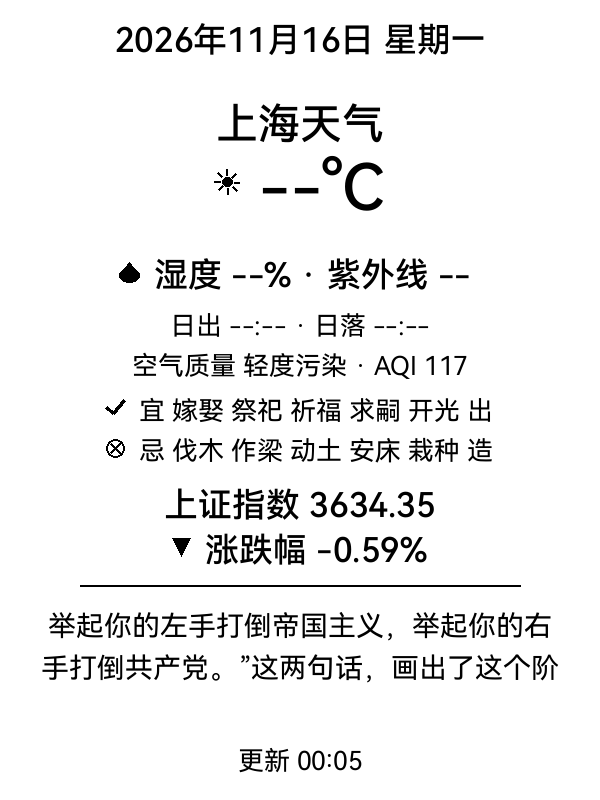 2026年11月16日 星期一
上海天气
--°C
湿度 --% · 紫外线 --
日出 --:-- · 日落 --:--
空气质量 轻度污染 · AQI 117
宜 嫁娶 祭祀 祈福 求嗣 开光 出
忌 伐木 作梁 动土 安床 栽种 造
上证指数 3634.35
▼ 涨跌幅 -0.59%
举起你的左手打倒帝国主义，举起你的右
手打倒共产党。”这两句话，画出了这个阶
更新 00:05